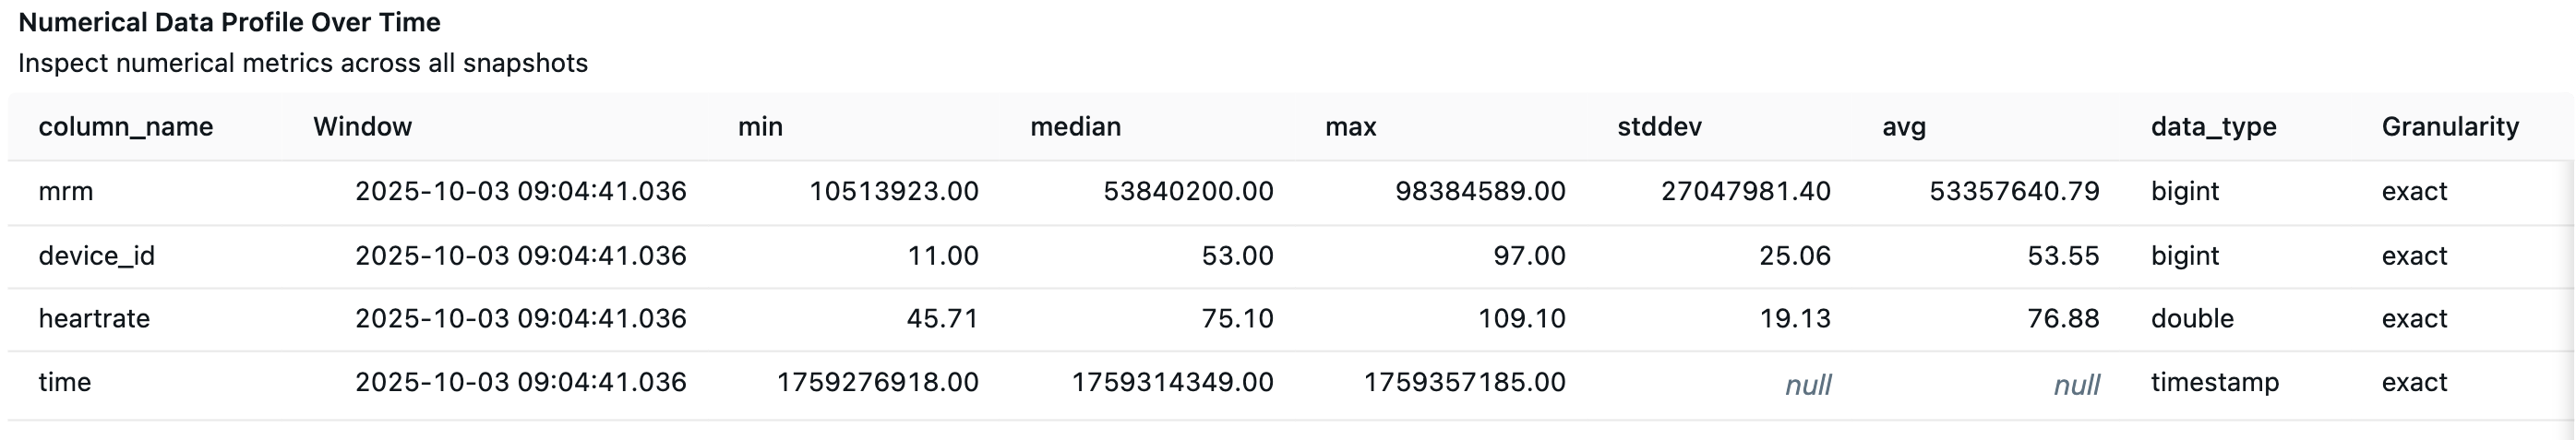 Numerical Data Profile Over Time
Inspect numerical metrics across all snapshots
column_name Window min median max stddev avg data_type Granularity
mrm 2025-10-03 09:04:41.036 10513923.00 53840200.00 98384589.00 27047981.40 53357640.79 bigint exact
device_id 2025-10-03 09:04:41.036 11.00 53.00 97.00 25.06 53.55 bigint exact
heartrate 2025-10-03 09:04:41.036 45.71 75.10 109.10 19.13 76.88 double exact
time 2025-10-03 09:04:41.036 1759276918.00 1759314349.00 1759357185.00 null null timestamp exact